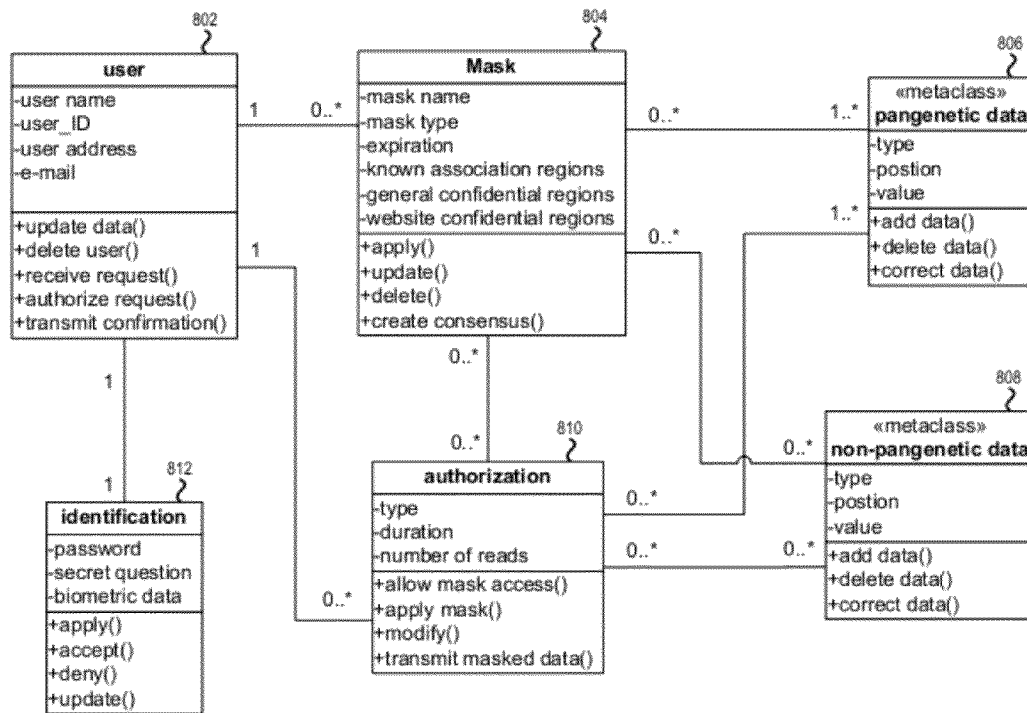 802
user
-user name
-user_ID
-user address
-e-mail
+update data()
+delete user()
+receive request()
+authorize request()
+transmit confirmation()
1
0..*
1
804
Mask
-mask name
-mask type
-expiration
-known association regions
-general confidential regions
-website confidential regions
+apply()
+update()
+delete()
+create consensus()
0..*
1..*
0..*
1..*
806
«metaclass»
pangenetic data
-type
-postion
-value
+add data()
+delete data()
+correct data()
1
1
0..*
0..*
812
identification
-password
-secret question
-biometric data
+apply()
+accept()
+deny()
+update()
0..*
810
authorization
-type
-duration
-number of reads
+allow mask access()
+apply mask()
+modify()
+transmit masked data()
0..*
0..*
0..*
0..*
808
«metaclass»
non-pangenetic data
-type
-postion
-value
+add data()
+delete data()
+correct data()